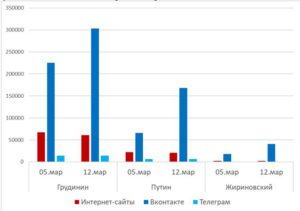 350000
300000
250000
200000
150000
100000
50000
0
05.мар 12.мар 05.мар 12.мар 05.мар 12.мар
Грудинин Путин Жириновский
Интернет-сайты Вконтакте Телеграм